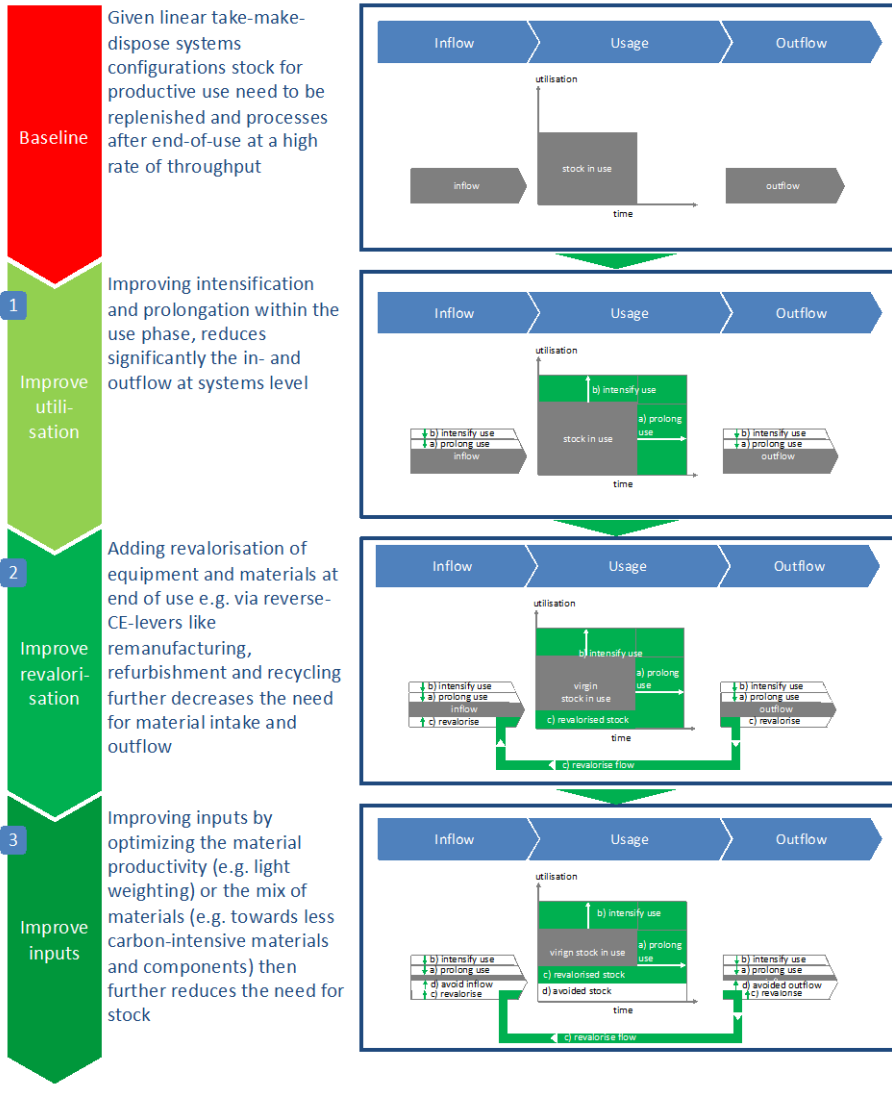 Baseline
Given linear take-make-
dispose systems
configurations stock for
productive use need to be
replenished and processes
after end-of-use at a high
rate of throughput
Inflow
Usage
Outflow
utilisation
stock in use
inflow
outflow
time
1
Improve
utili-
sation
Improving intensification
and prolongation within the
use phase, reduces
significantly the in- and
outflow at systems level
Inflow
Usage
Outflow
utilisation
b) intensify use
a) prolong
use
stock in use
time
b) intensify use
a) prolong use
inflow
b) intensify use
a) prolong use
outflow
2
Improve
revalori-
sation
Adding revalorisation of
equipment and materials at
end of use e.g. via reverse-
CE-levers like
remanufacturing,
refurbishment and recycling
further decreases the need
for material intake and
outflow
Inflow
Usage
Outflow
utilisation
b) intensify use
a) prolong
use
virgin
stock in use
c) revalorised stock
time
b) intensify use
a) prolong use
inflow
c) revalorise
b) intensify use
a) prolong use
outflow
c) revalorise
c) revalorise flow
3
Improve
inputs
Improving inputs by
optimizing the material
productivity (e.g. light
weighting) or the mix of
materials (e.g. towards less
carbon-intensive materials
and components) then
further reduces the need for
stock
Inflow
Usage
Outflow
utilisation
b) intensify use
a) prolong
use
virign stock in use
c) revalorised stock
d) avoided stock
time
b) intensify use
a) prolong use
d) avoid inflow
c) revalorise
b) intensify use
a) prolong use
d) avoided outflow
c) revalorise
c) revalorise flow